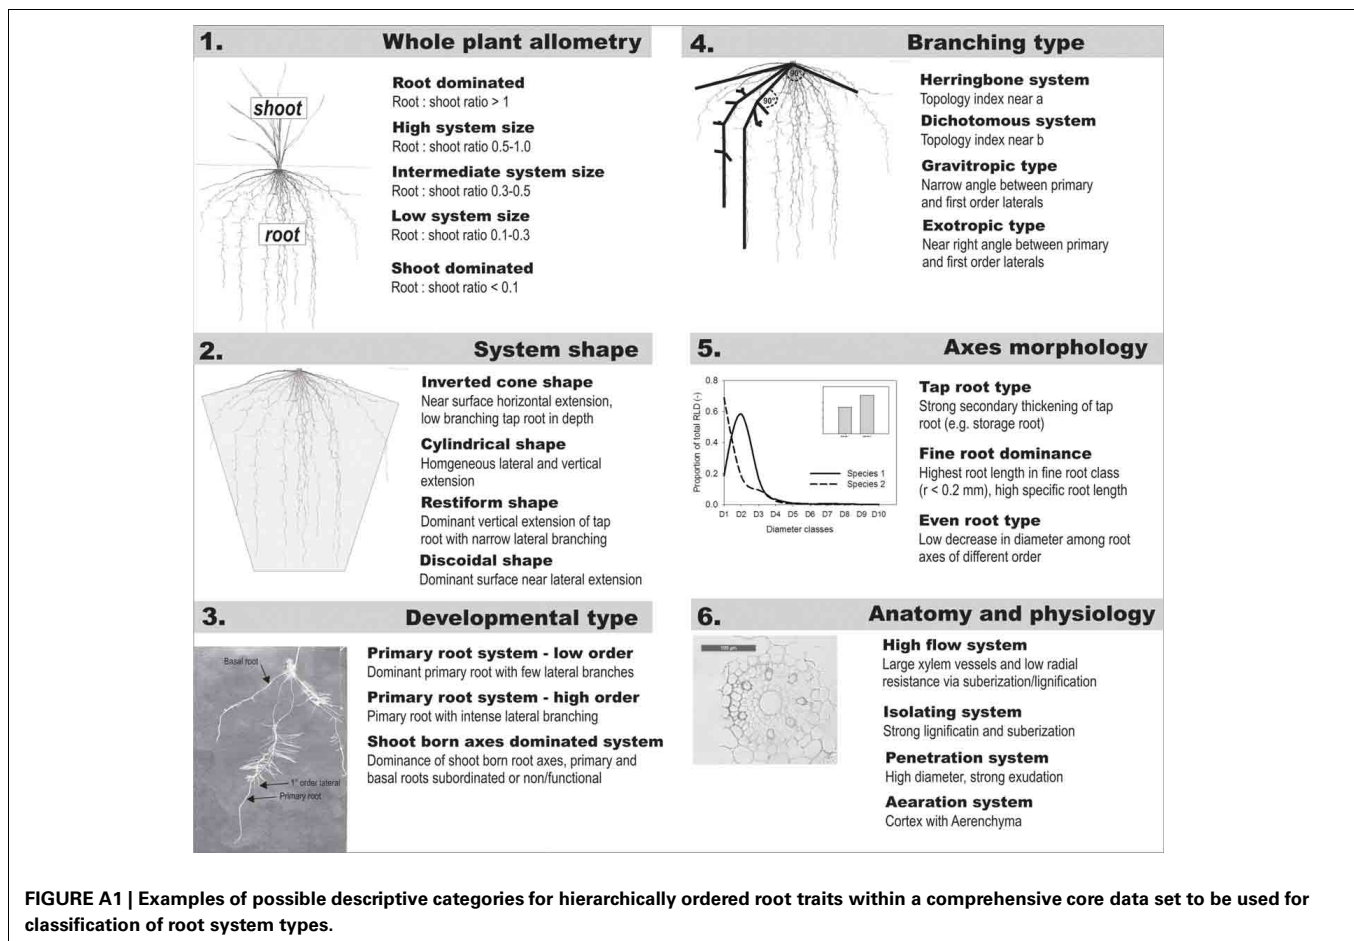 1. Whole plant allometry
shoot
root
Root dominated
Root : shoot ratio > 1
High system size
Root : shoot ratio 0.5-1.0
Intermediate system size
Root : shoot ratio 0.3-0.5
Low system size
Root : shoot ratio 0.1-0.3
Shoot dominated
Root : shoot ratio < 0.1
2. System shape
Inverted cone shape
Near surface horizontal extension,
low branching tap root in depth
Cylindrical shape
Homgeneous lateral and vertical
extension
Restiform shape
Dominant vertical extension of tap
root with narrow lateral branching
Discoidal shape
Dominant surface near lateral extension
3. Developmental type
Basal root
1° order lateral
Primary root
Primary root system - low order
Dominant primary root with few lateral branches
Primary root system - high order
Pimary root with intense lateral branching
Shoot born axes dominated system
Dominance of shoot born root axes, primary and
basal roots subordinated or non/functional
4. Branching type
90°
90°
Herringbone system
Topology index near a
Dichotomous system
Topology index near b
Gravitropic type
Narrow angle between primary
and first order laterals
Exotropic type
Near right angle between primary
and first order laterals
5. Axes morphology
Proportion of total RLD (-)
0.8
0.6
0.4
0.2
0.0
Species 1
Species 2
D1 D2 D3 D4 D5 D6 D7 D8 D9 D10
Diameter classes
Tap root type
Strong secondary thickening of tap
root (e.g. storage root)
Fine root dominance
Highest root length in fine root class
(r < 0.2 mm), high specific root length
Even root type
Low decrease in diameter among root
axes of different order
6. Anatomy and physiology
High flow system
Large xylem vessels and low radial
resistance via suberization/lignification
Isolating system
Strong lignificatin and suberization
Penetration system
High diameter, strong exudation
Aearation system
Cortex with Aerenchyma
FIGURE A1 | Examples of possible descriptive categories for hierarchically ordered root traits within a comprehensive core data set to be used for
classification of root system types.